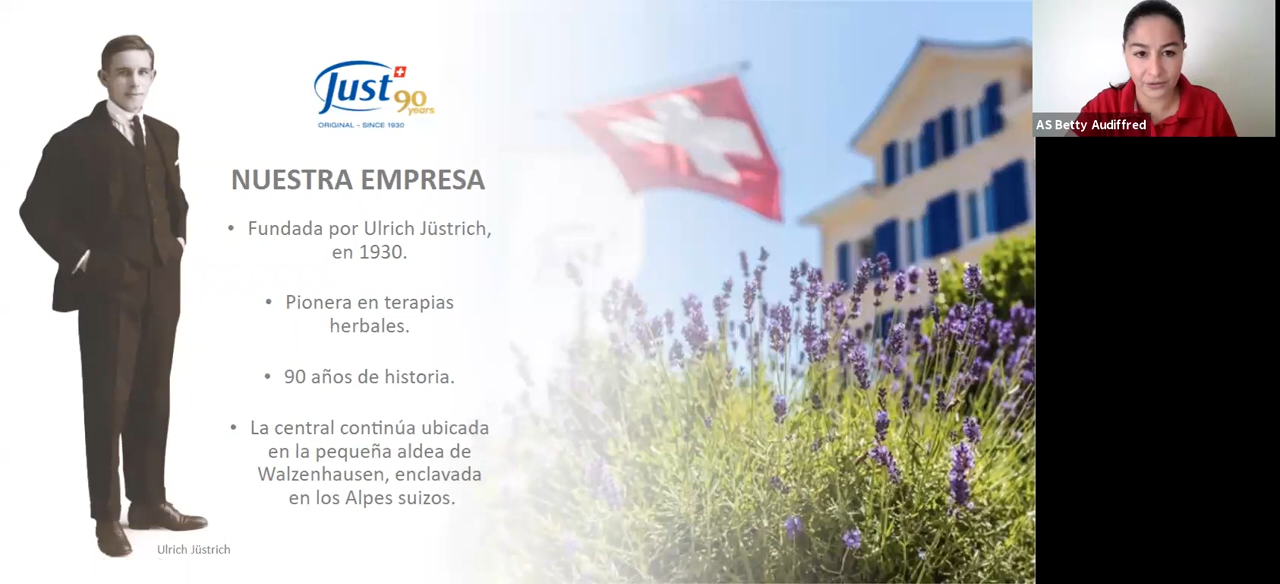 Just
90
years
ORIGINAL – SINCE 1930
NUESTRA EMPRESA
• Fundada por Ulrich Jüstrich,
en 1930.
• Pionera en terapias
herbales.
• 90 años de historia.
• La central continúa ubicada
en la pequeña aldea de
Walzenhausen, enclavada
en los Alpes suizos.
Ulrich Jüstrich
AS Betty Audiffred